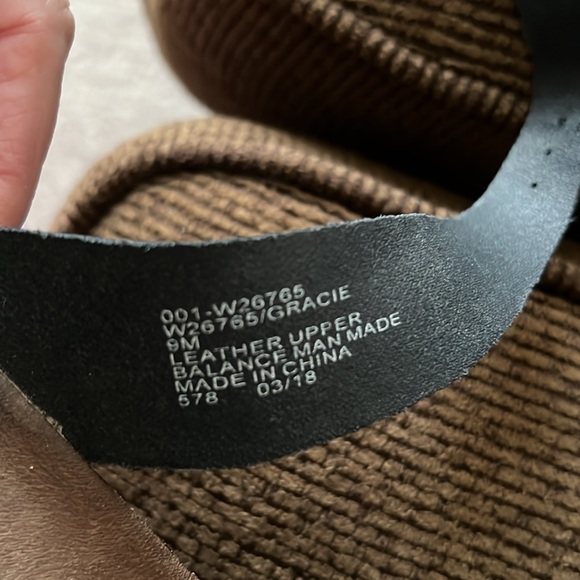 001-W26765
W26765/GRACIE
9M
LEATHER UPPER
BALANCE MAN MADE
MADE IN CHINA
578 03/18